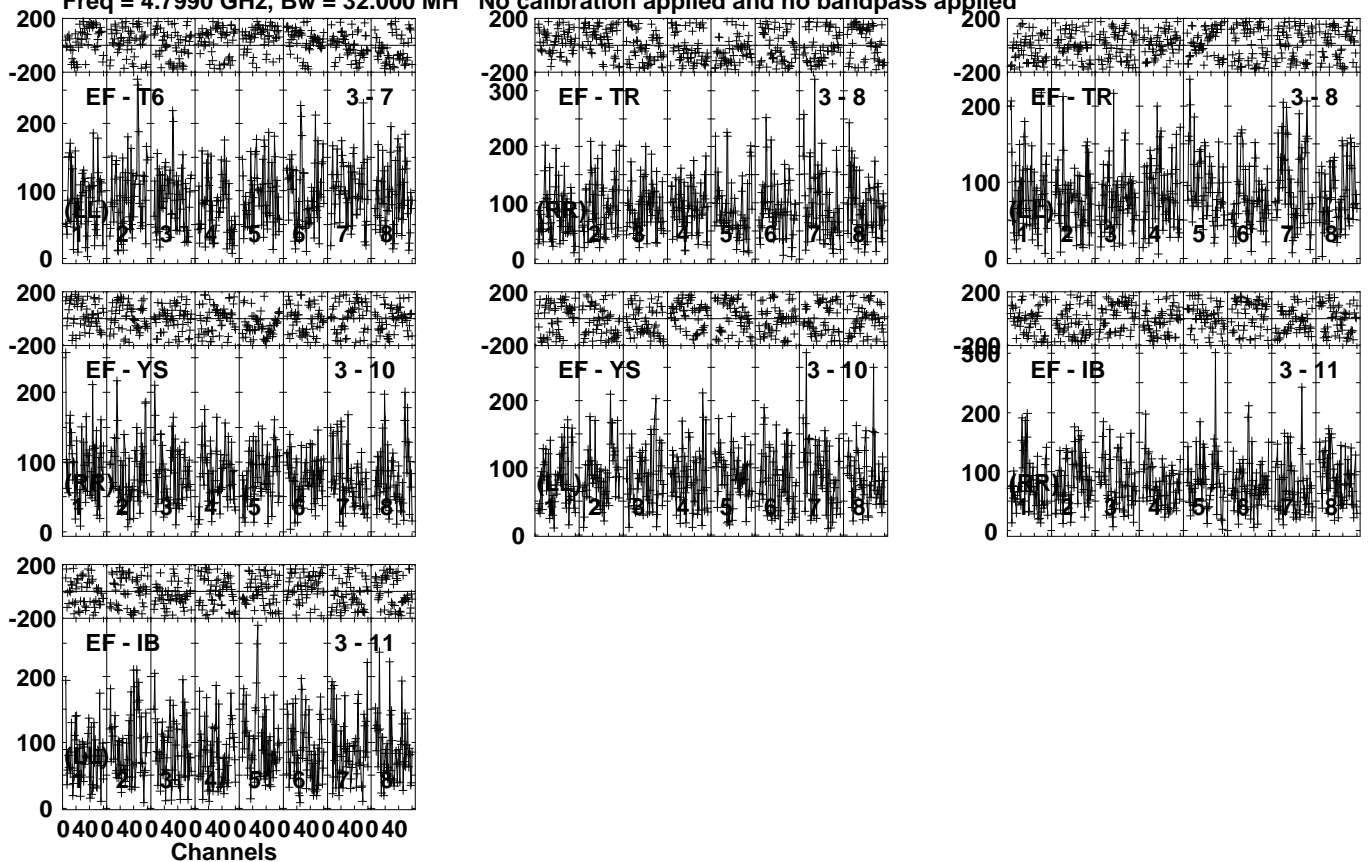 Freq = 4.7990 GHz, Bw = 32.000 MH No calibration applied and no bandpass applied
200
-200
EF - T6 3 - 7
200
100
0
(LL)
1 2 3 4 5 6 7 8
200
-200
300
EF - TR 3 - 8
200
100
0
(RR)
1 2 3 4 5 6 7 8
200
-200
EF - TR 3 - 8
200
100
0
(LL)
1 2 3 4 5 6 7 8
200
-200
EF - YS 3 - 10
200
100
0
(RR)
1 2 3 4 5 6 7 8
200
-200
EF - YS 3 - 10
200
100
0
(LL)
1 2 3 4 5 6 7 8
200
-200
300
EF - IB 3 - 11
200
100
0
(RR)
1 2 3 4 5 6 7 8
200
-200
EF - IB 3 - 11
200
100
0
(LL)
1 2 3 4 5 6 7 8
0 40 0 40 0 40 0 40 0 40 0 40 0 40 0 40
Channels